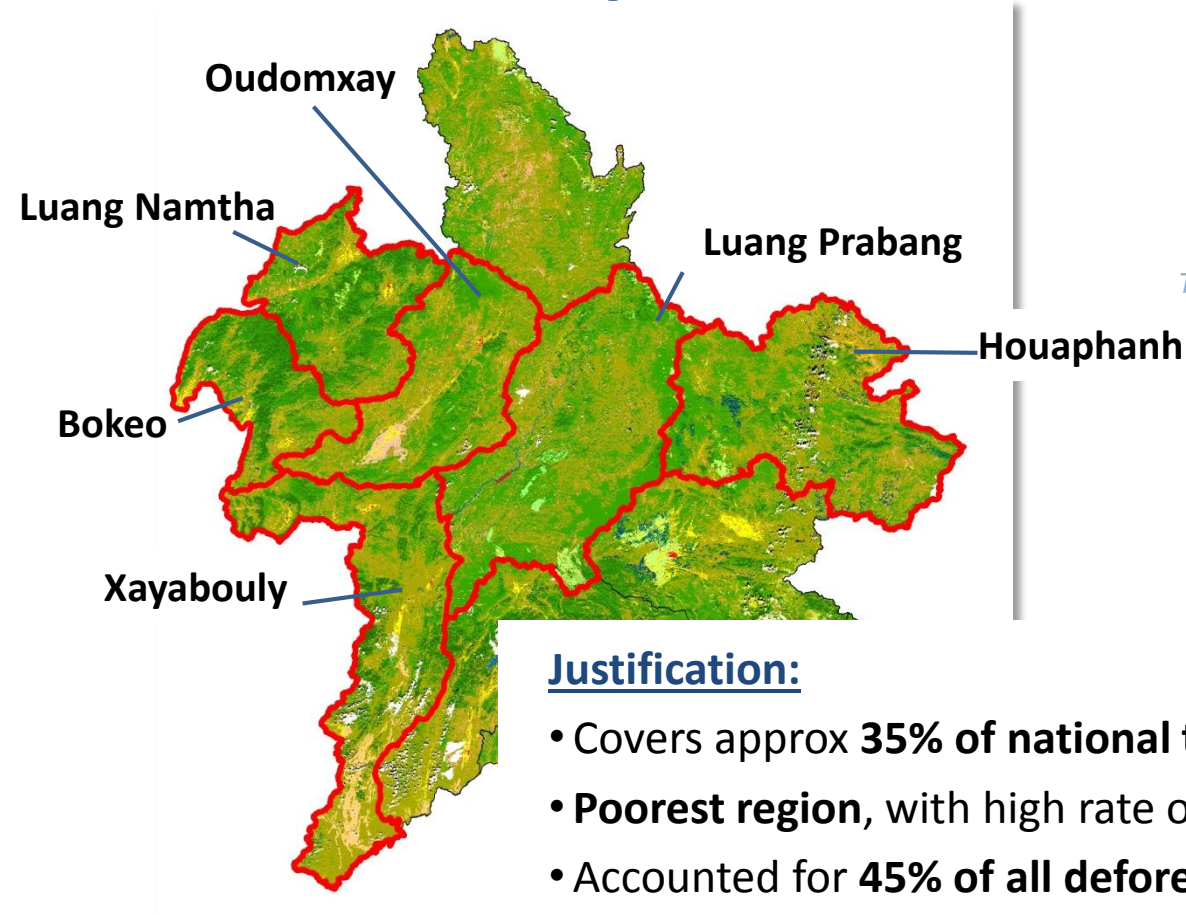 Oudomxay
Luang Namtha
Luang Prabang
Houaphanh
Bokeo
Xayabouly
Justification:
• Covers approx 35% of national
• Poorest region, with high rate
• Accounted for 45% of all